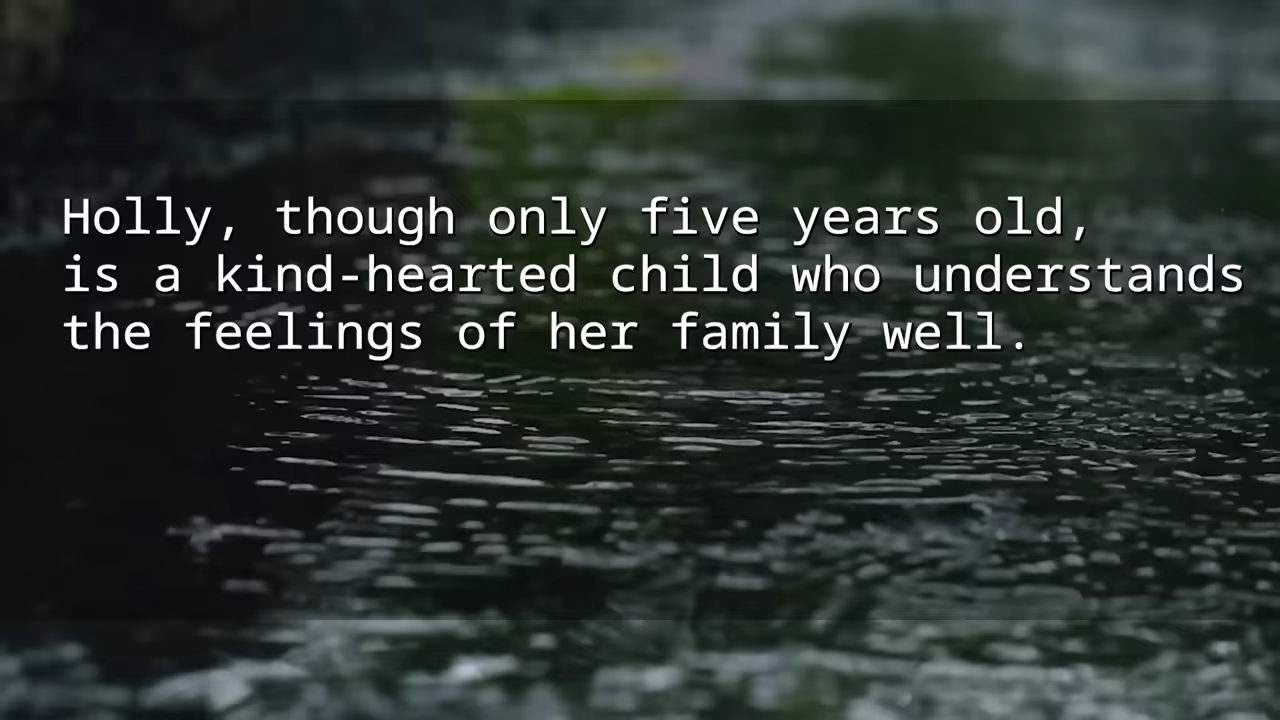 Holly, though only five years old,
is a kind-hearted child who understands
the feelings of her family well.